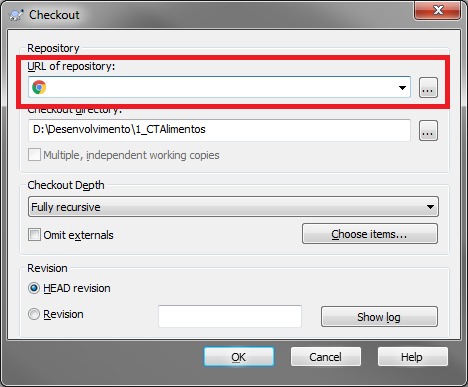 Checkout
Repository
URL of repository:
...
Checkout directory:
D:\Desenvolvimento\1_CTAlimentos
...
Multiple, independent working copies
Checkout Depth
Fully recursive
Omit externals
Choose items...
Revision
HEAD revision
Revision
Show log
OK
Cancel
Help